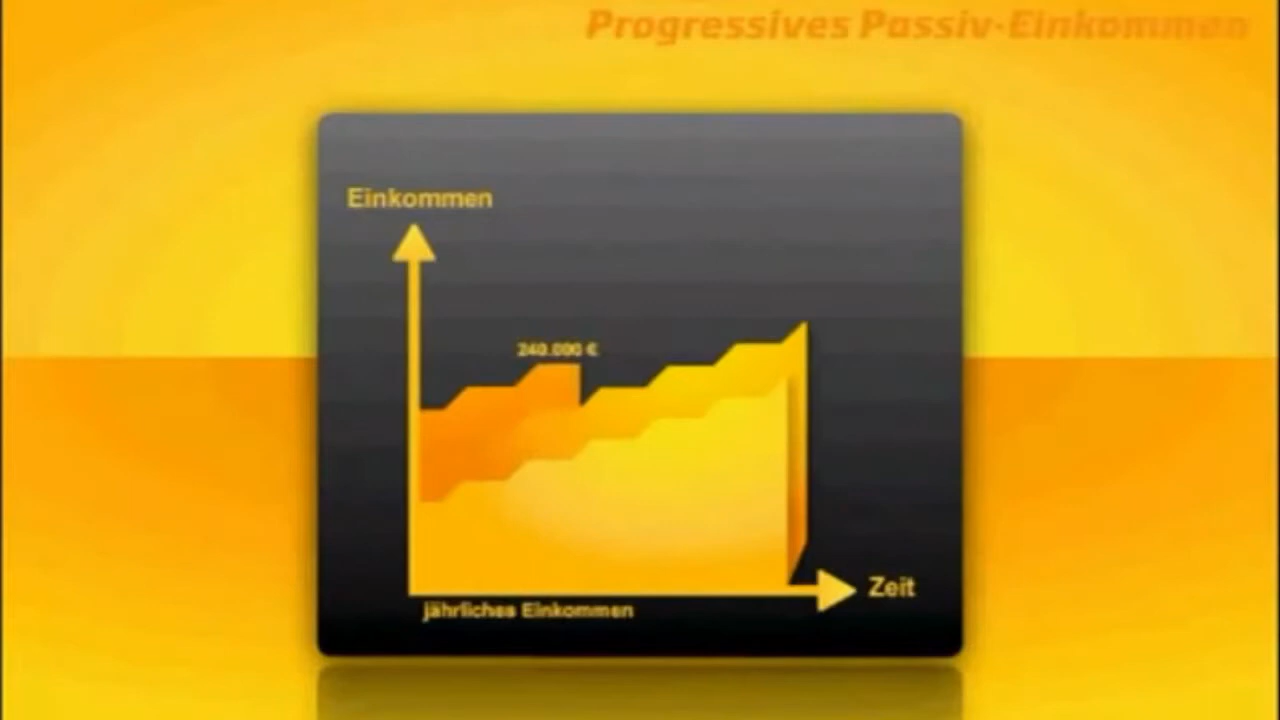 Progressives Passiv-Einkommen
Einkommen
240.000 €
Zeit
jährliches Einkommen